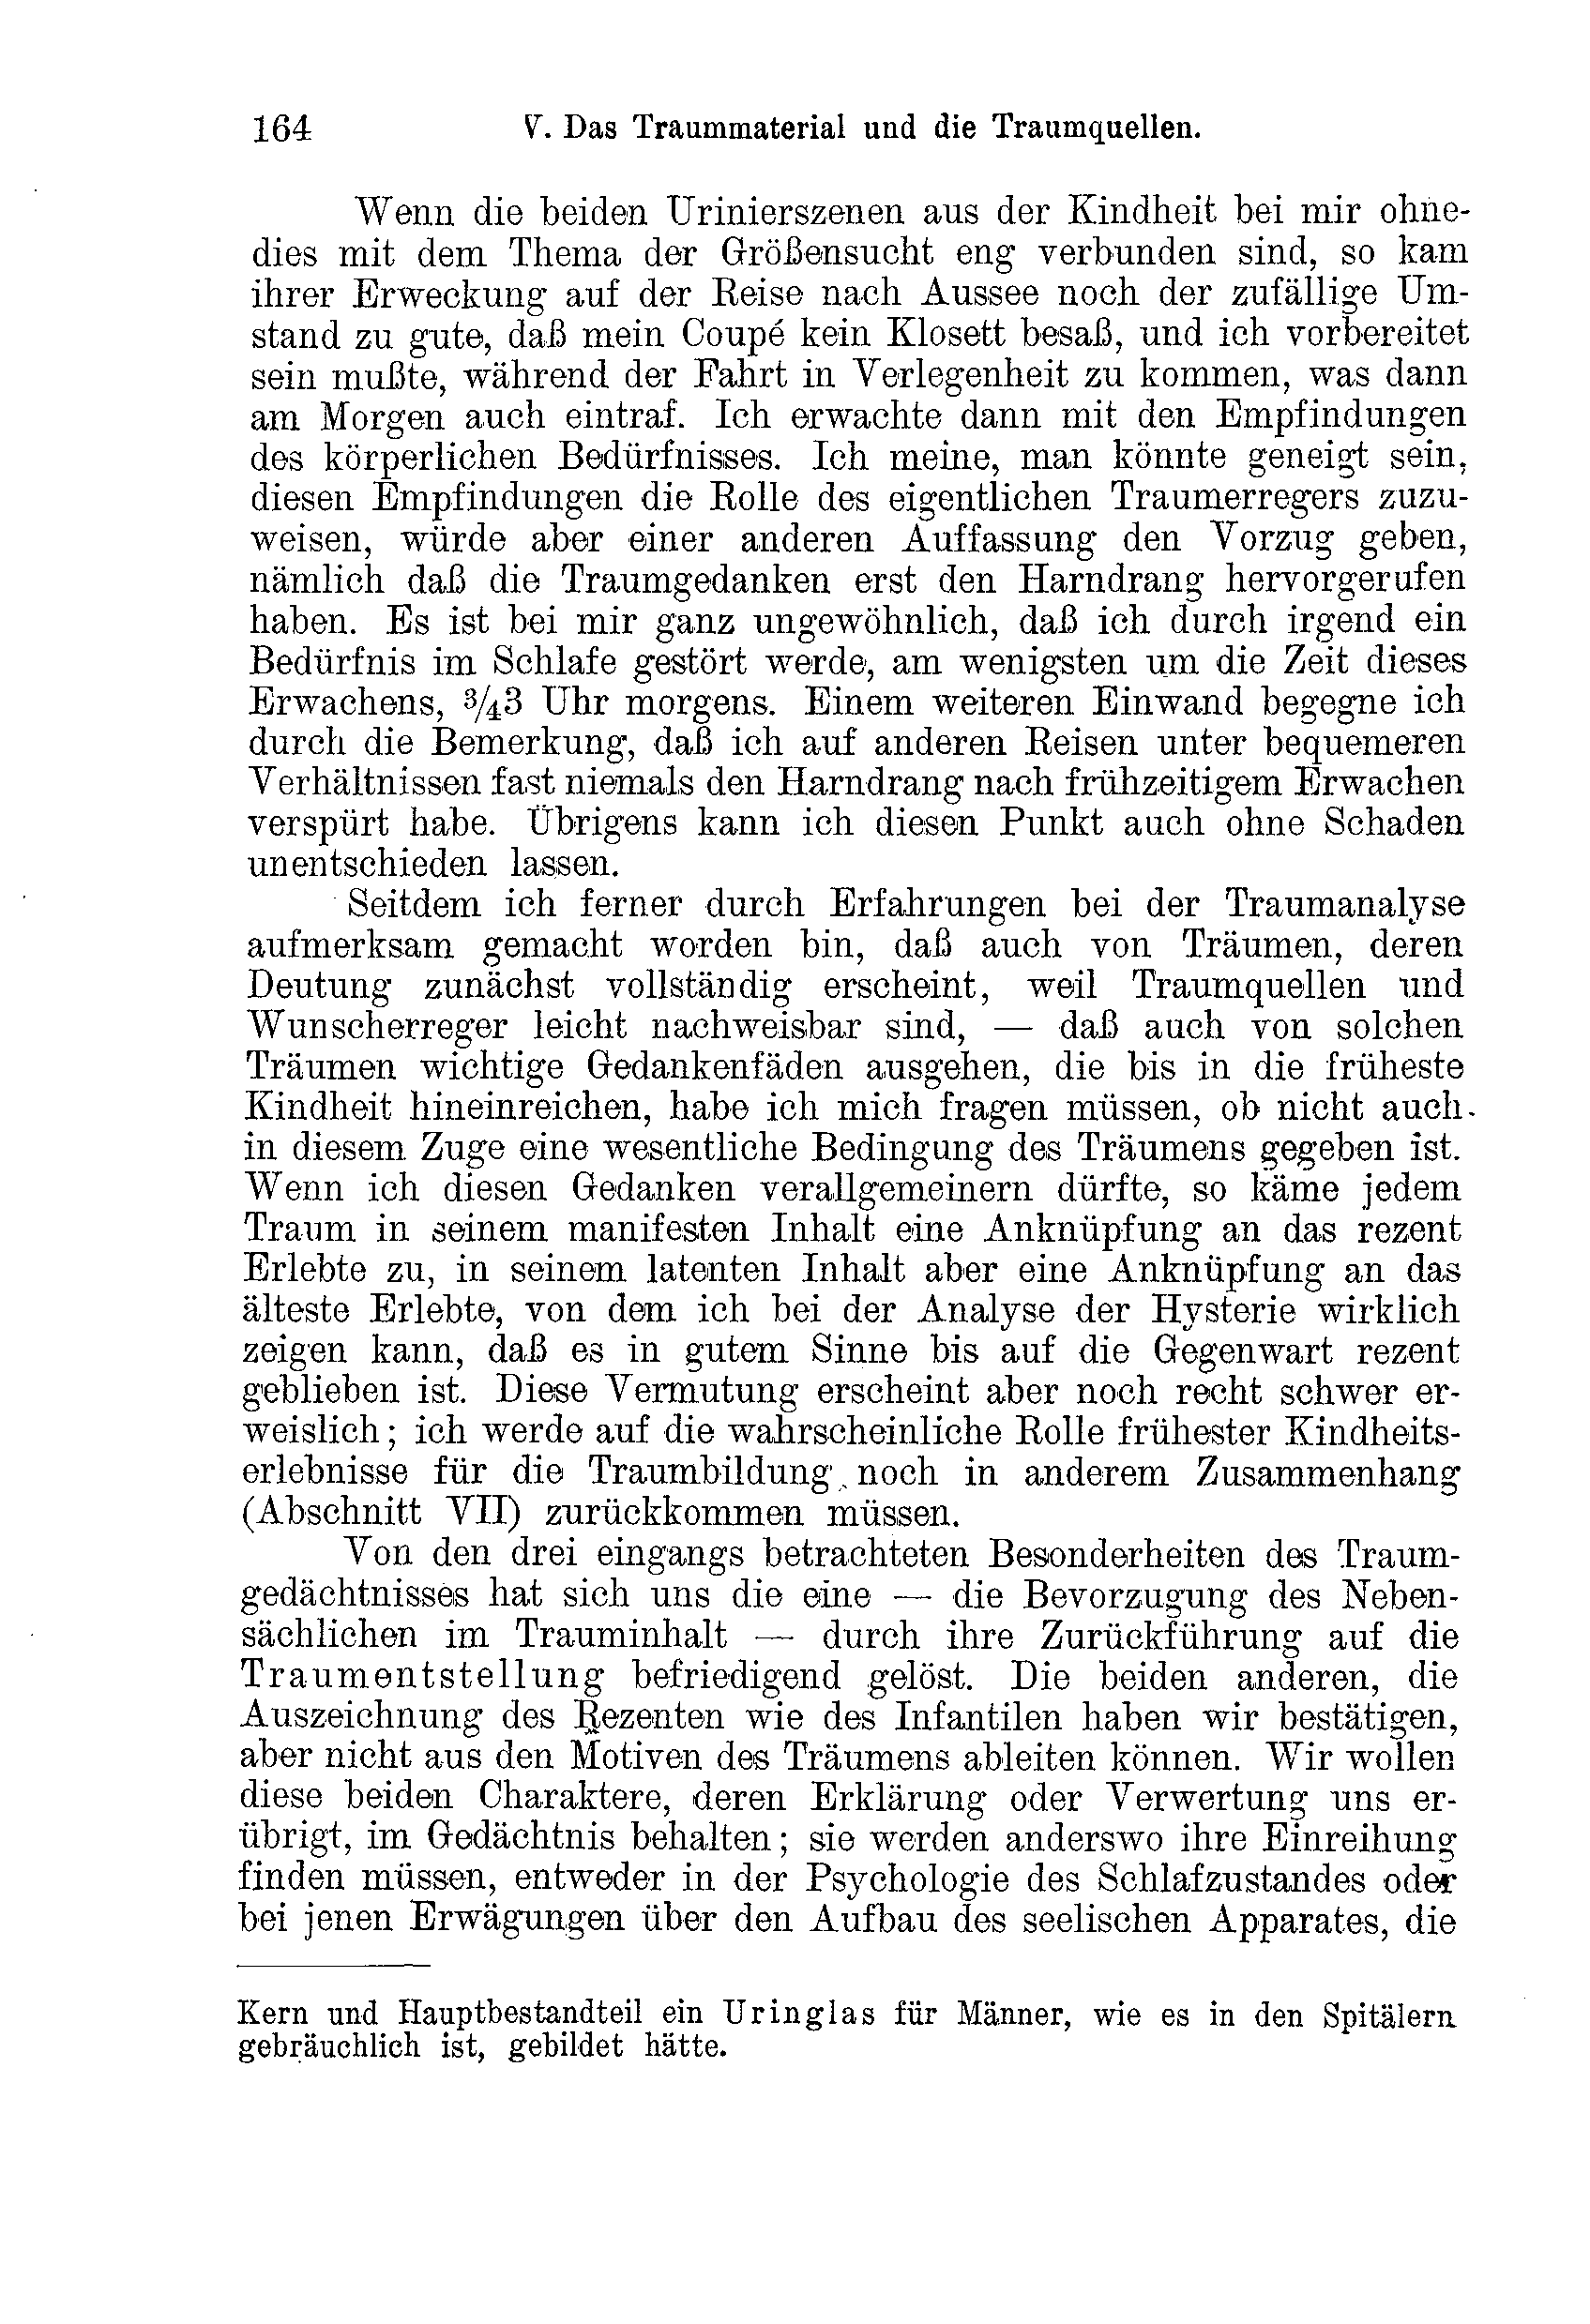 164 V. Das Traummaterial und die Traumquellen.
Wenn die beiden Urinierszenen aus der Kindheit bei mir ohne-
dies mit dem Thema der Größensucht eng verbunden sind, so kam
ihrer Erweckung auf der Reise nach Aussee noch der zufällige Um-
stand zu gute, daß mein Coupé kein Klosett besaß, und ich vorbereitet
sein mußte, während der Fahrt in Verlegenheit zu kommen, was dann
am Morgen auch eintraf. Ich erwachte dann mit den Empfindungen
des körperlichen Bedürfnisses. Ich meine, man könnte geneigt sein,
diesen Empfindungen die Rolle des eigentlichen Traumerregers zuzu-
weisen, würde aber einer anderen Auffassung den Vorzug geben,
nämlich daß die Traumgedanken erst den Harndrang hervorgerufen
haben. Es ist bei mir ganz ungewöhnlich, daß ich durch irgend ein
Bedürfnis im Schlafe gestört werde, am wenigsten um die Zeit dieses
Erwachens, 3/43 Uhr morgens. Einem weiteren Einwand begegne ich
durch die Bemerkung, daß ich auf anderen Reisen unter bequemeren
Verhältnissen fast niemals den Harndrang nach frühzeitigem Erwachen
verspürt habe. Übrigens kann ich diesen Punkt auch ohne Schaden
unentschieden lassen.
Seitdem ich ferner durch Erfahrungen bei der Traumanalyse
aufmerksam gemacht worden bin, daß auch von Träumen, deren
Deutung zunächst vollständig erscheint, weil Traumquellen und
Wunscherreger leicht nachweisbar sind, — daß auch von solchen
Träumen wichtige Gedankenfäden ausgehen, die bis in die früheste
Kindheit hineinreichen, habe ich mich fragen müssen, ob nicht auch
in diesem Zuge eine wesentliche Bedingung des Träumens gegeben ist.
Wenn ich diesen Gedanken verallgemeinern dürfte, so käme jedem
Traum in seinem manifesten Inhalt eine Anknüpfung an das rezent
Erlebte zu, in seinem latenten Inhalt aber eine Anknüpfung an das
älteste Erlebte, von dem ich bei der Analyse der Hysterie wirklich
zeigen kann, daß es in gutem Sinne bis auf die Gegenwart rezent
geblieben ist. Diese Vermutung erscheint aber noch recht schwer er-
weislich; ich werde auf die wahrscheinliche Rolle frühester Kindheits-
erlebnisse für die Traumbildung noch in anderem Zusammenhang
(Abschnitt VII) zurückkommen müssen.
Von den drei eingangs betrachteten Besonderheiten des Traum-
gedächtnisses hat sich uns die eine — die Bevorzugung des Neben-
sächlichen im Trauminhalt — durch ihre Zurückführung auf die
Traumentstellung befriedigend gelöst. Die beiden anderen, die
Auszeichnung des Rezenten wie des Infantilen haben wir bestätigen,
aber nicht aus den Motiven des Träumens ableiten können. Wir wollen
diese beiden Charaktere, deren Erklärung oder Verwertung uns er-
übrigt, im Gedächtnis behalten; sie werden anderswo ihre Einreihung
finden müssen, entweder in der Psychologie des Schlafzustandes oder
bei jenen Erwägungen über den Aufbau des seelischen Apparates, die
Kern und Hauptbestandteil ein Uringlas für Männer, wie es in den Spitälern
gebräuchlich ist, gebildet hätte.